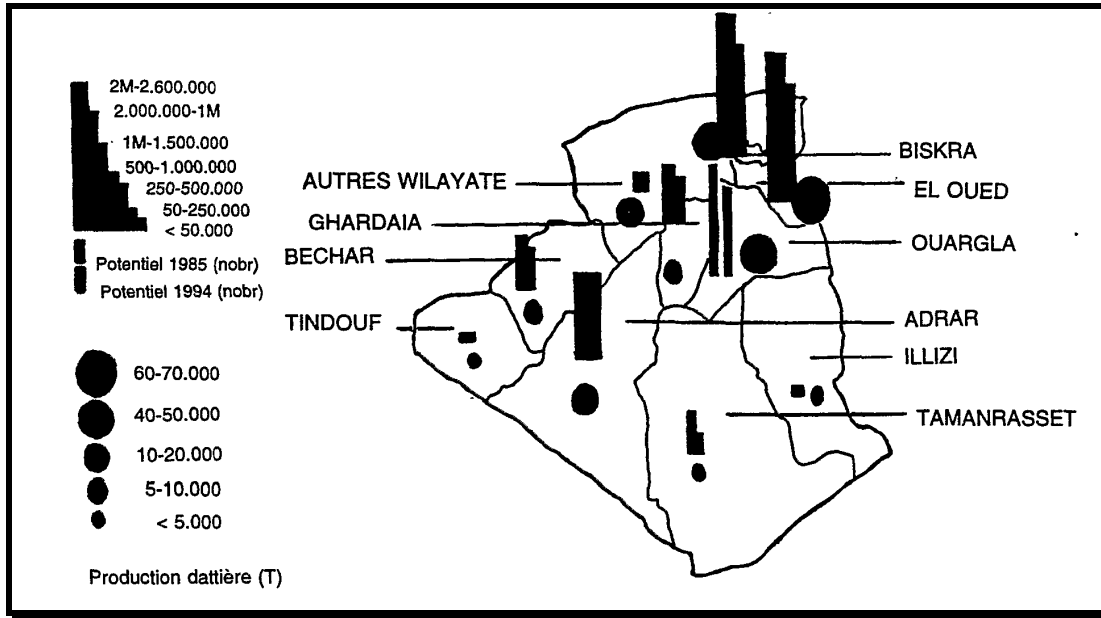 2M-2.600.000
2.000.000-1M
1M-1.500.000
500-1.000.000
250-500.000
50-250.000
< 50.000
Potentiel 1985 (nobr)
Potentiel 1994 (nobr)
60-70.000
40-50.000
10-20.000
5-10.000
< 5.000
Production dattière (T)
AUTRES WILAYATE
GHARDAIA
BECHAR
TINDOUF
BISKRA
EL OUED
OUARGLA
ADRAR
ILLIZI
TAMANRASSET